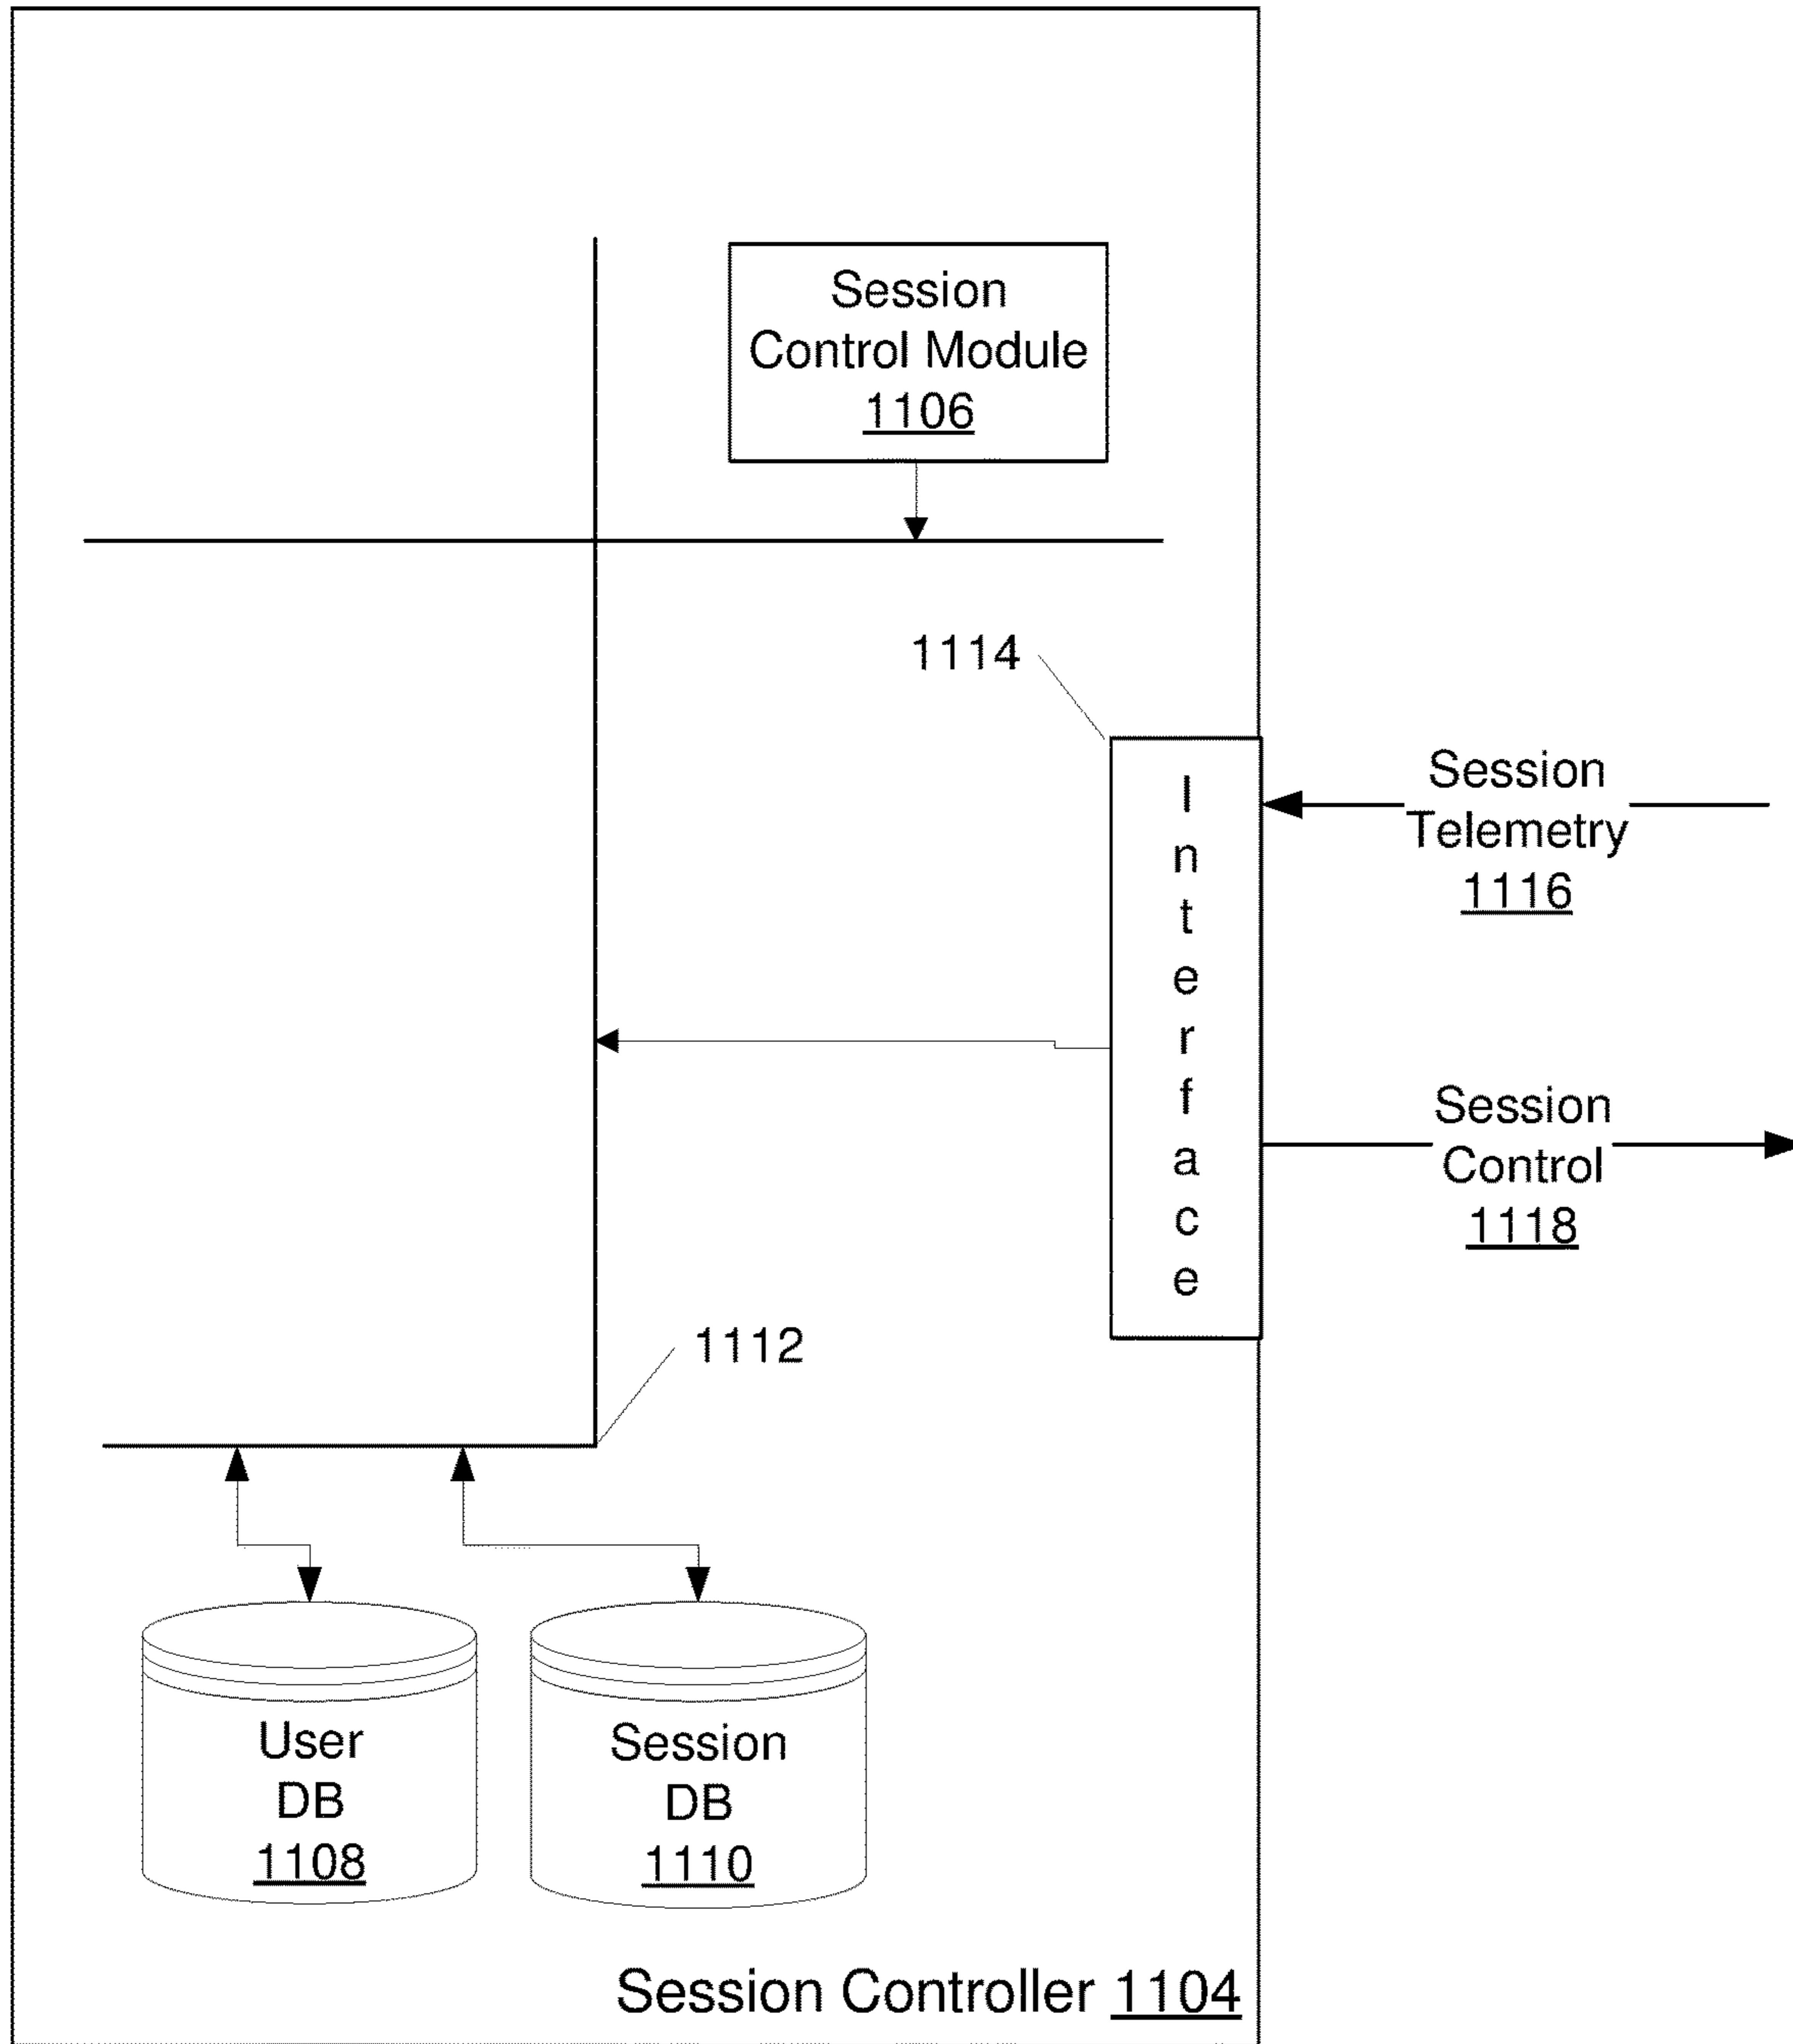 Session
Control Module
1106
1114
Interface
Session
Telemetry
1116
Session
Control
1118
1112
User
DB
1108
Session
DB
1110
Session Controller 1104